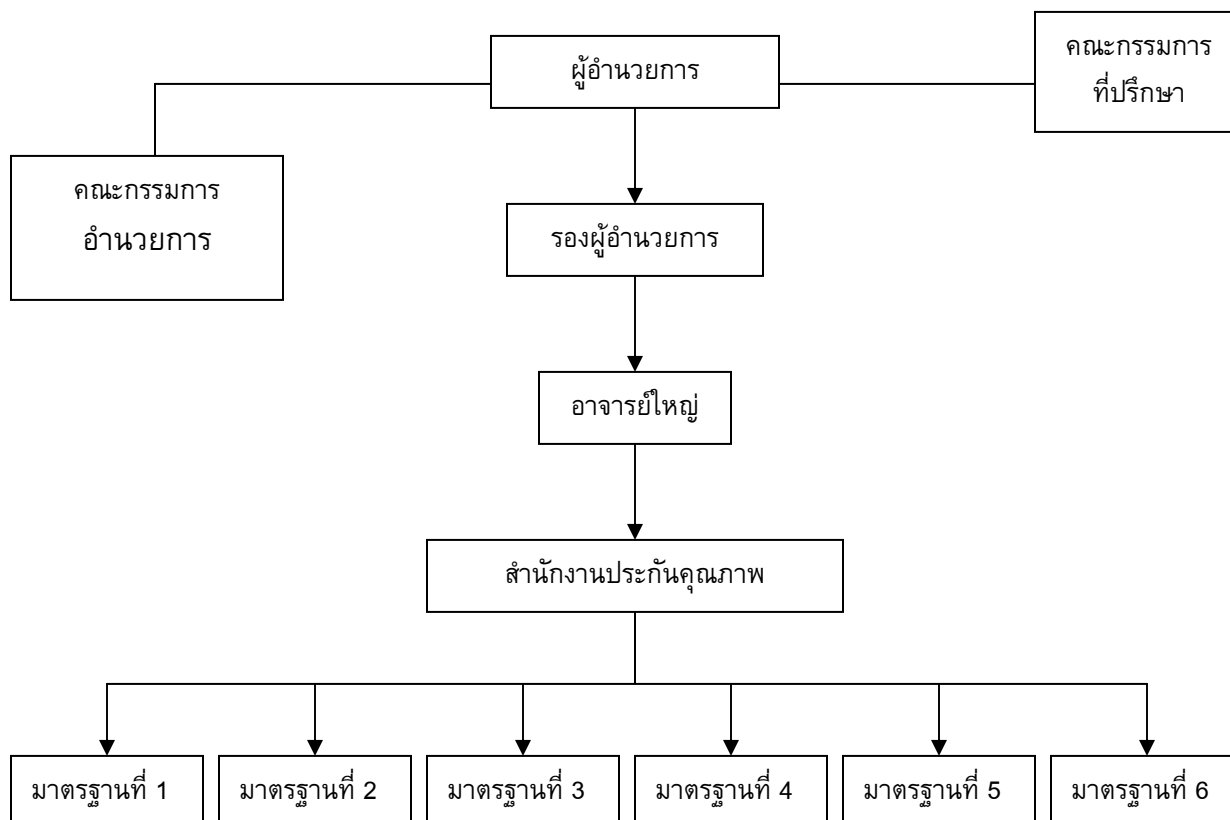 ผู้อำนวยการ
คณะกรรมการ
ที่ปรึกษา
คณะกรรมการ
อำนวยการ
รองผู้อำนวยการ
อาจารย์ใหญ่
สำนักงานประกันคุณภาพ
มาตรฐานที่ 1
มาตรฐานที่ 2
มาตรฐานที่ 3
มาตรฐานที่ 4
มาตรฐานที่ 5
มาตรฐานที่ 6